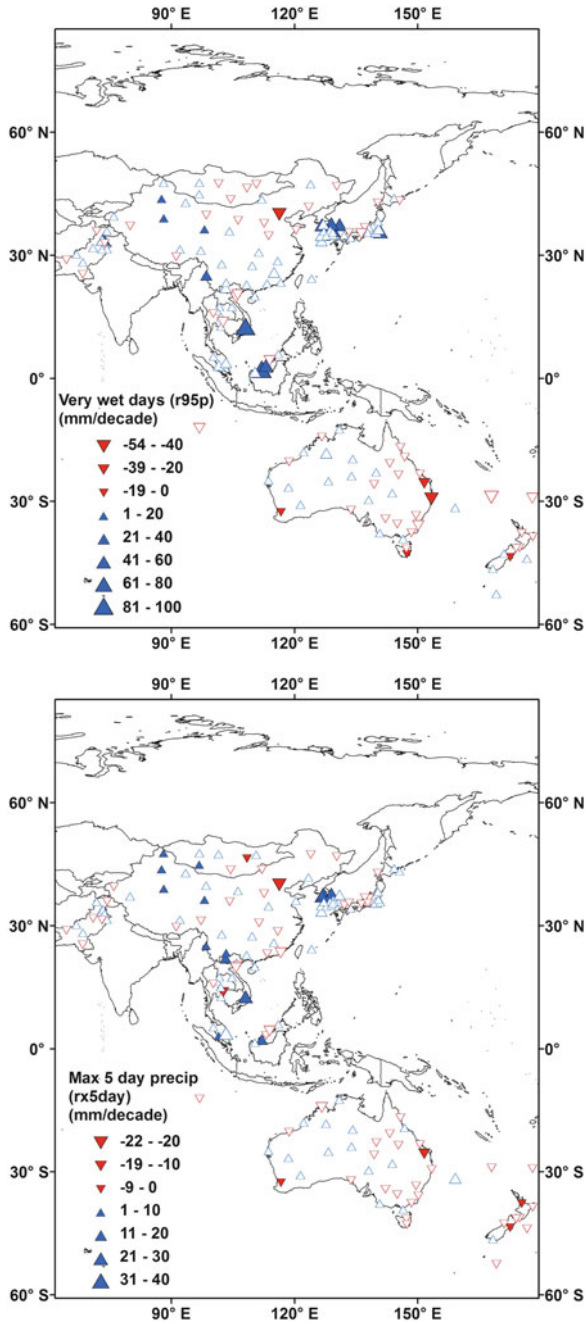 90° E 120° E 150° E
60° N 60° N
30° N 30° N
0° 0°
Very wet days (r95p)
(mm/decade)
-54 - -40
-39 - -20
-19 - 0
1 - 20
21 - 40
41 - 60
61 - 80
81 - 100
30° S 30° S
60° S 60° S
90° E 120° E 150° E
90° E 120° E 150° E
60° N 60° N
30° N 30° N
0° 0°
Max 5 day precip
(rx5day)
(mm/decade)
-22 - -20
-19 - -10
-9 - 0
1 - 10
11 - 20
21 - 30
31 - 40
30° S 30° S
60° S 60° S
90° E 120° E 150° E